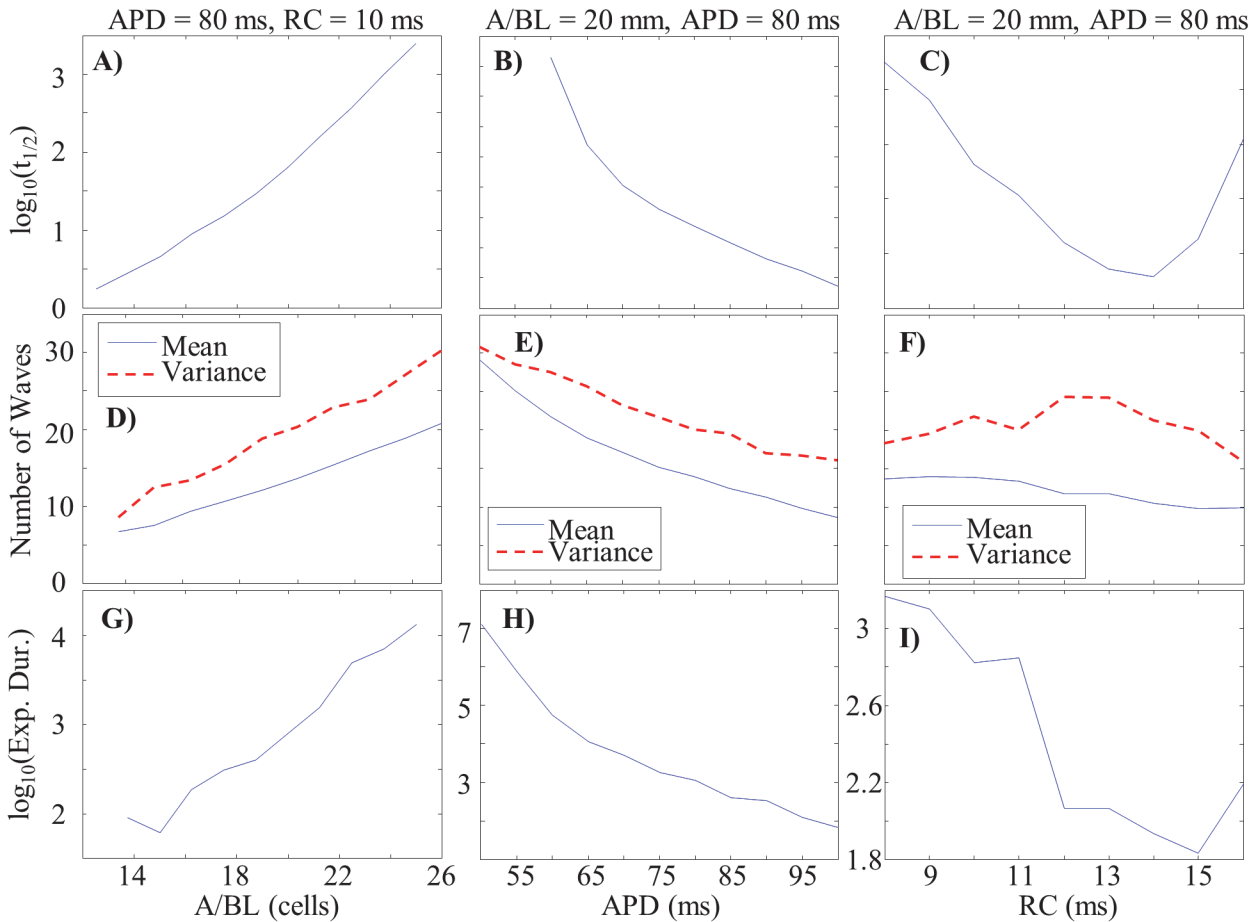 APD = 80 ms, RC = 10 ms
A/BL = 20 mm, APD = 80 ms
A/BL = 20 mm, APD = 80 ms
A)
B)
C)
log₁₀(t₁/₂)
3
2
1
0
Mean
Variance
D)
E)
Mean
Variance
F)
Mean
Variance
Number of Waves
30
20
10
0
G)
H)
I)
log₁₀(Exp. Dur.)
4
3
2
7
5
3
3
2.6
2.2
1.8
14 18 22 26
55 65 75 85 95
9 11 13 15
A/BL (cells)
APD (ms)
RC (ms)